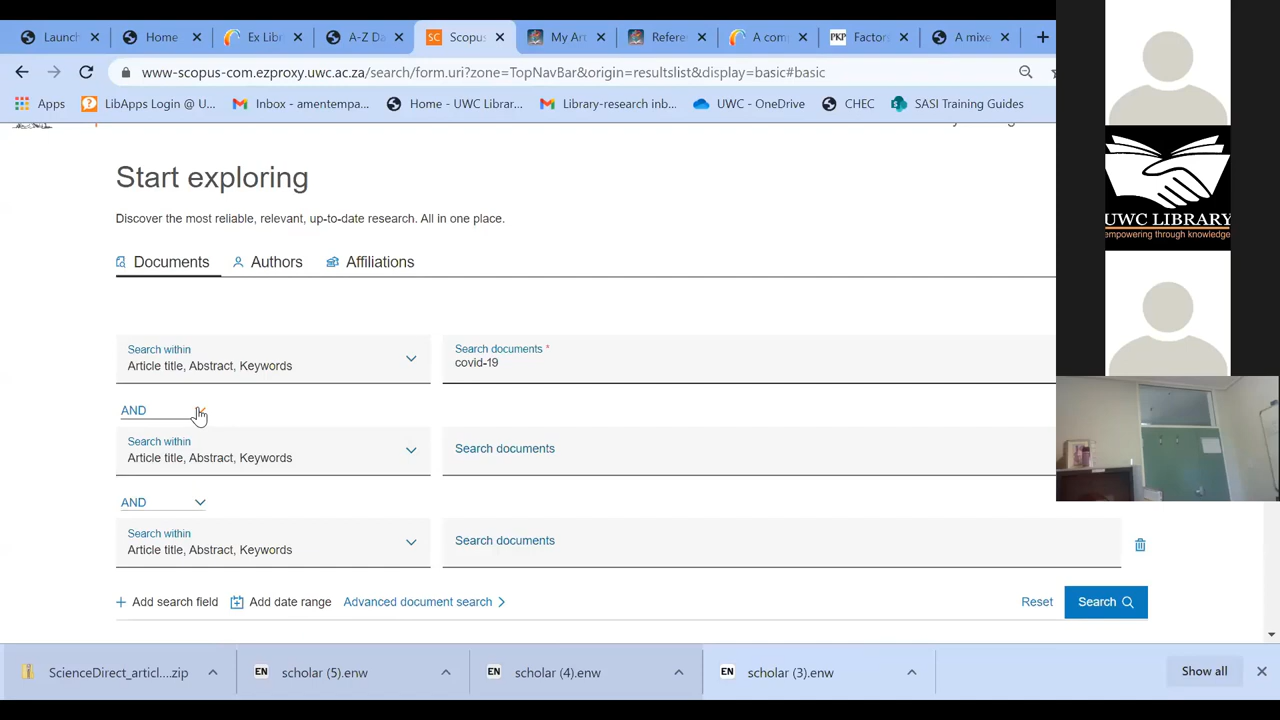 Launch
Home
Ex Lib
A-Z Da
SC Scopus
My Art
Refere
A com
PKP Factors
A mixe
www-scopus-com.ezproxy.uwc.ac.za/search/form.uri?zone=TopNavBar&origin=resultslist&display=basic#basic
Apps
LibApps Login @ U...
Inbox - amentempa...
Home - UWC Librar...
Library-research inb...
UWC - OneDrive
CHEC
SASI Training Guides
Start exploring
Discover the most reliable, relevant, up-to-date research. All in one place.
Documents
Authors
Affiliations
Search within
Article title, Abstract, Keywords
Search documents *
covid-19
AND
Search within
Article title, Abstract, Keywords
Search documents
AND
Search within
Article title, Abstract, Keywords
Search documents
+ Add search field
Add date range
Advanced document search
Reset
Search
ScienceDirect_articl....zip
EN scholar (5).enw
EN scholar (4).enw
EN scholar (3).enw
Show all
UWC LIBRARY
empowering through knowledge